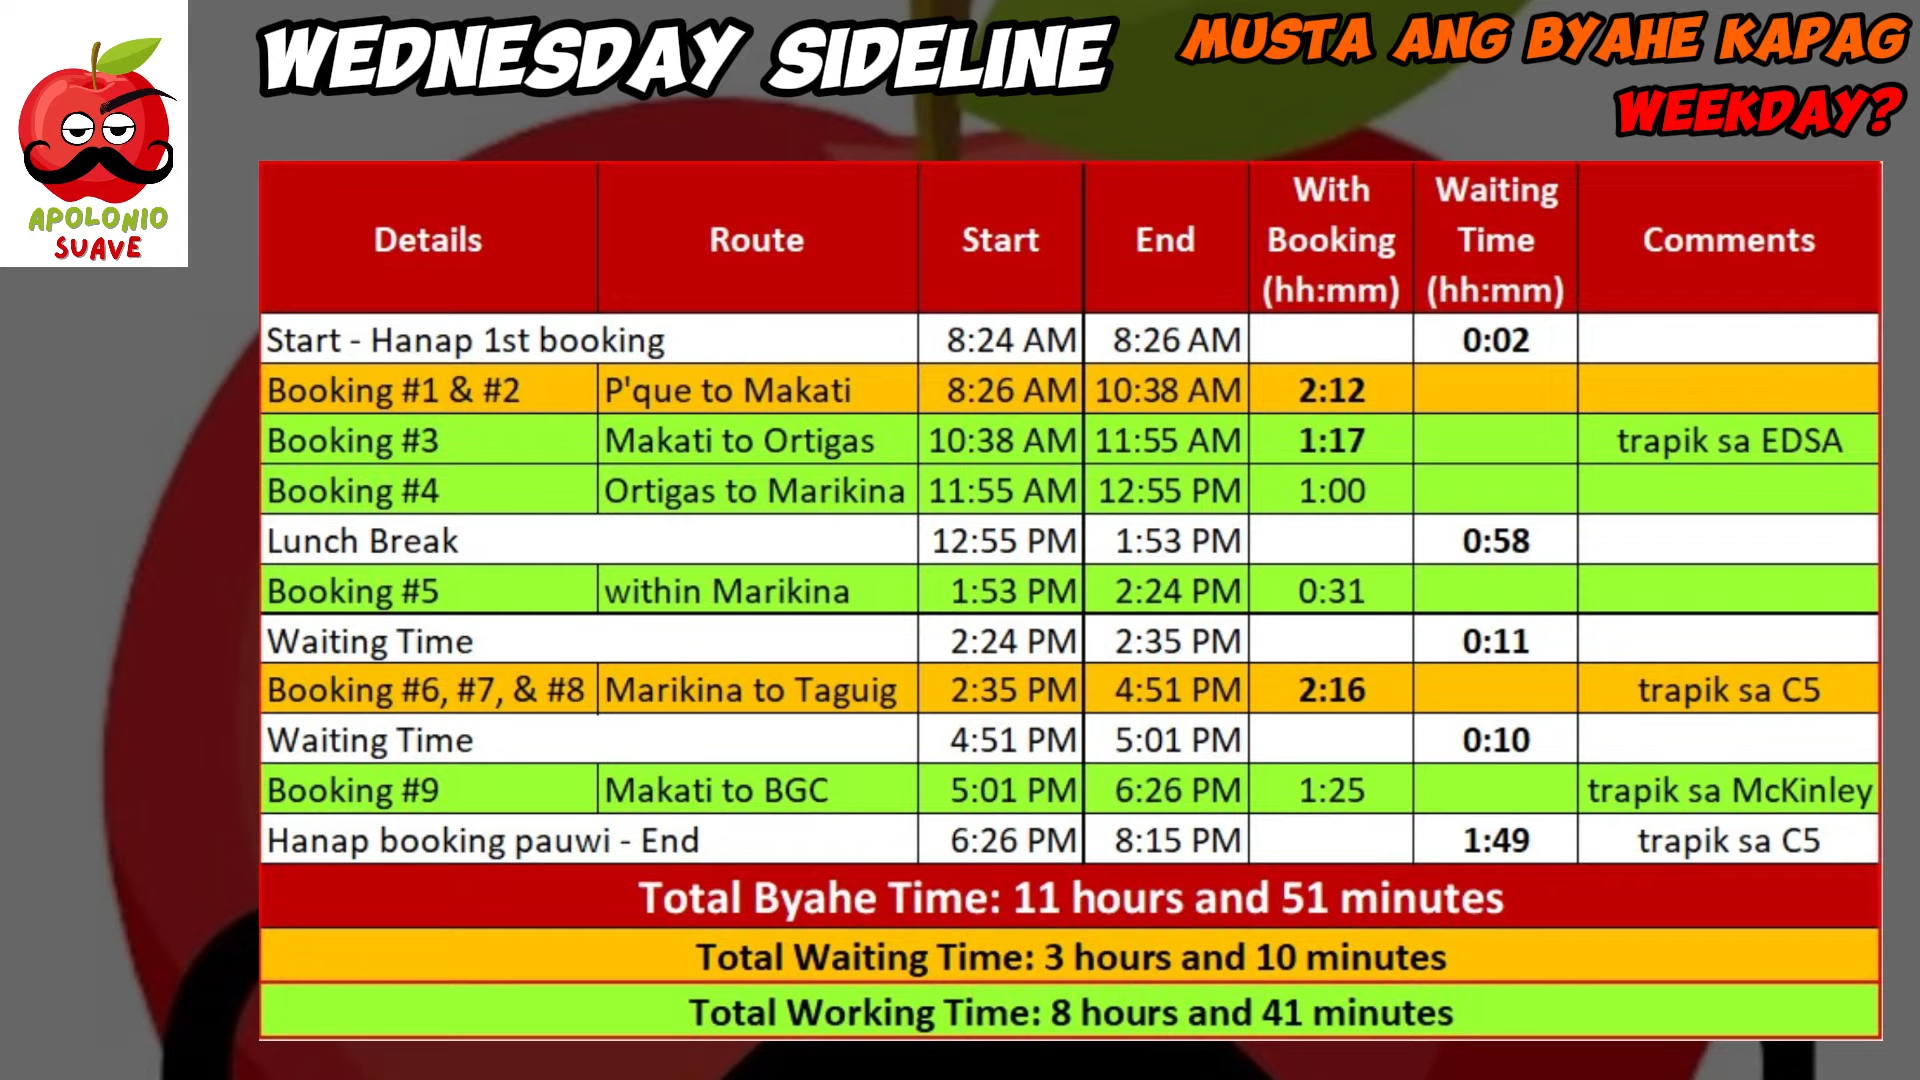 WEDNESDAY SIDELINE
MUSTA ANG BYAHE KAPAG
WEEKDAY?
APOLONIO
SUAVE
Details Route Start End With Booking (hh:mm) Waiting Time (hh:mm) Comments
Start - Hanap 1st booking 8:24 AM 8:26 AM 0:02
Booking #1 & #2 P'que to Makati 8:26 AM 10:38 AM 2:12
Booking #3 Makati to Ortigas 10:38 AM 11:55 AM 1:17 trapik sa EDSA
Booking #4 Ortigas to Marikina 11:55 AM 12:55 PM 1:00
Lunch Break 12:55 PM 1:53 PM 0:58
Booking #5 within Marikina 1:53 PM 2:24 PM 0:31
Waiting Time 2:24 PM 2:35 PM 0:11
Booking #6, #7, & #8 Marikina to Taguig 2:35 PM 4:51 PM 2:16 trapik sa C5
Waiting Time 4:51 PM 5:01 PM 0:10
Booking #9 Makati to BGC 5:01 PM 6:26 PM 1:25 trapik sa McKinley
Hanap booking pauwi - End 6:26 PM 8:15 PM 1:49 trapik sa C5
Total Byahe Time: 11 hours and 51 minutes
Total Waiting Time: 3 hours and 10 minutes
Total Working Time: 8 hours and 41 minutes